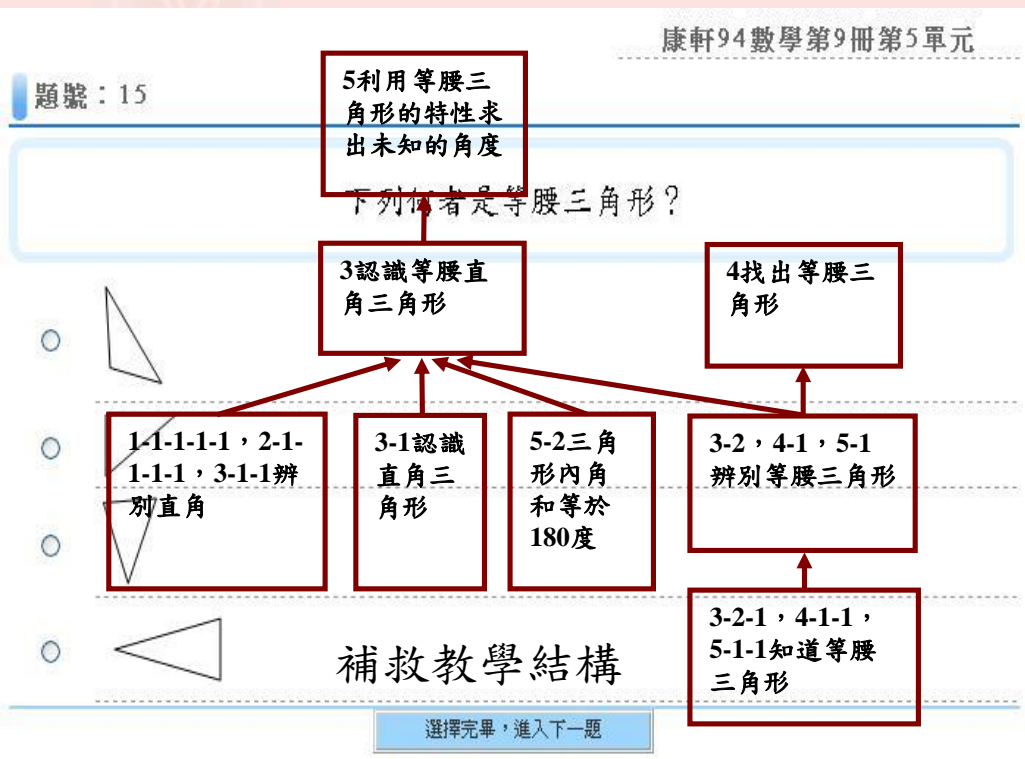 康軒94數學第9冊第5單元
題號：15
5利用等腰三
角形的特性求
出未知的角度
下列何者是等腰三角形？
3認識等腰直
角三角形
4找出等腰三
角形
1-1-1-1-1，2-1-
1-1-1，3-1-1辨
別直角
3-1認識
直角三
角形
5-2三角
形內角
和等於
180度
3-2，4-1，5-1
辨別等腰三角形
3-2-1，4-1-1，
5-1-1知道等腰
三角形
補救教學結構
選擇完畢，進入下一題